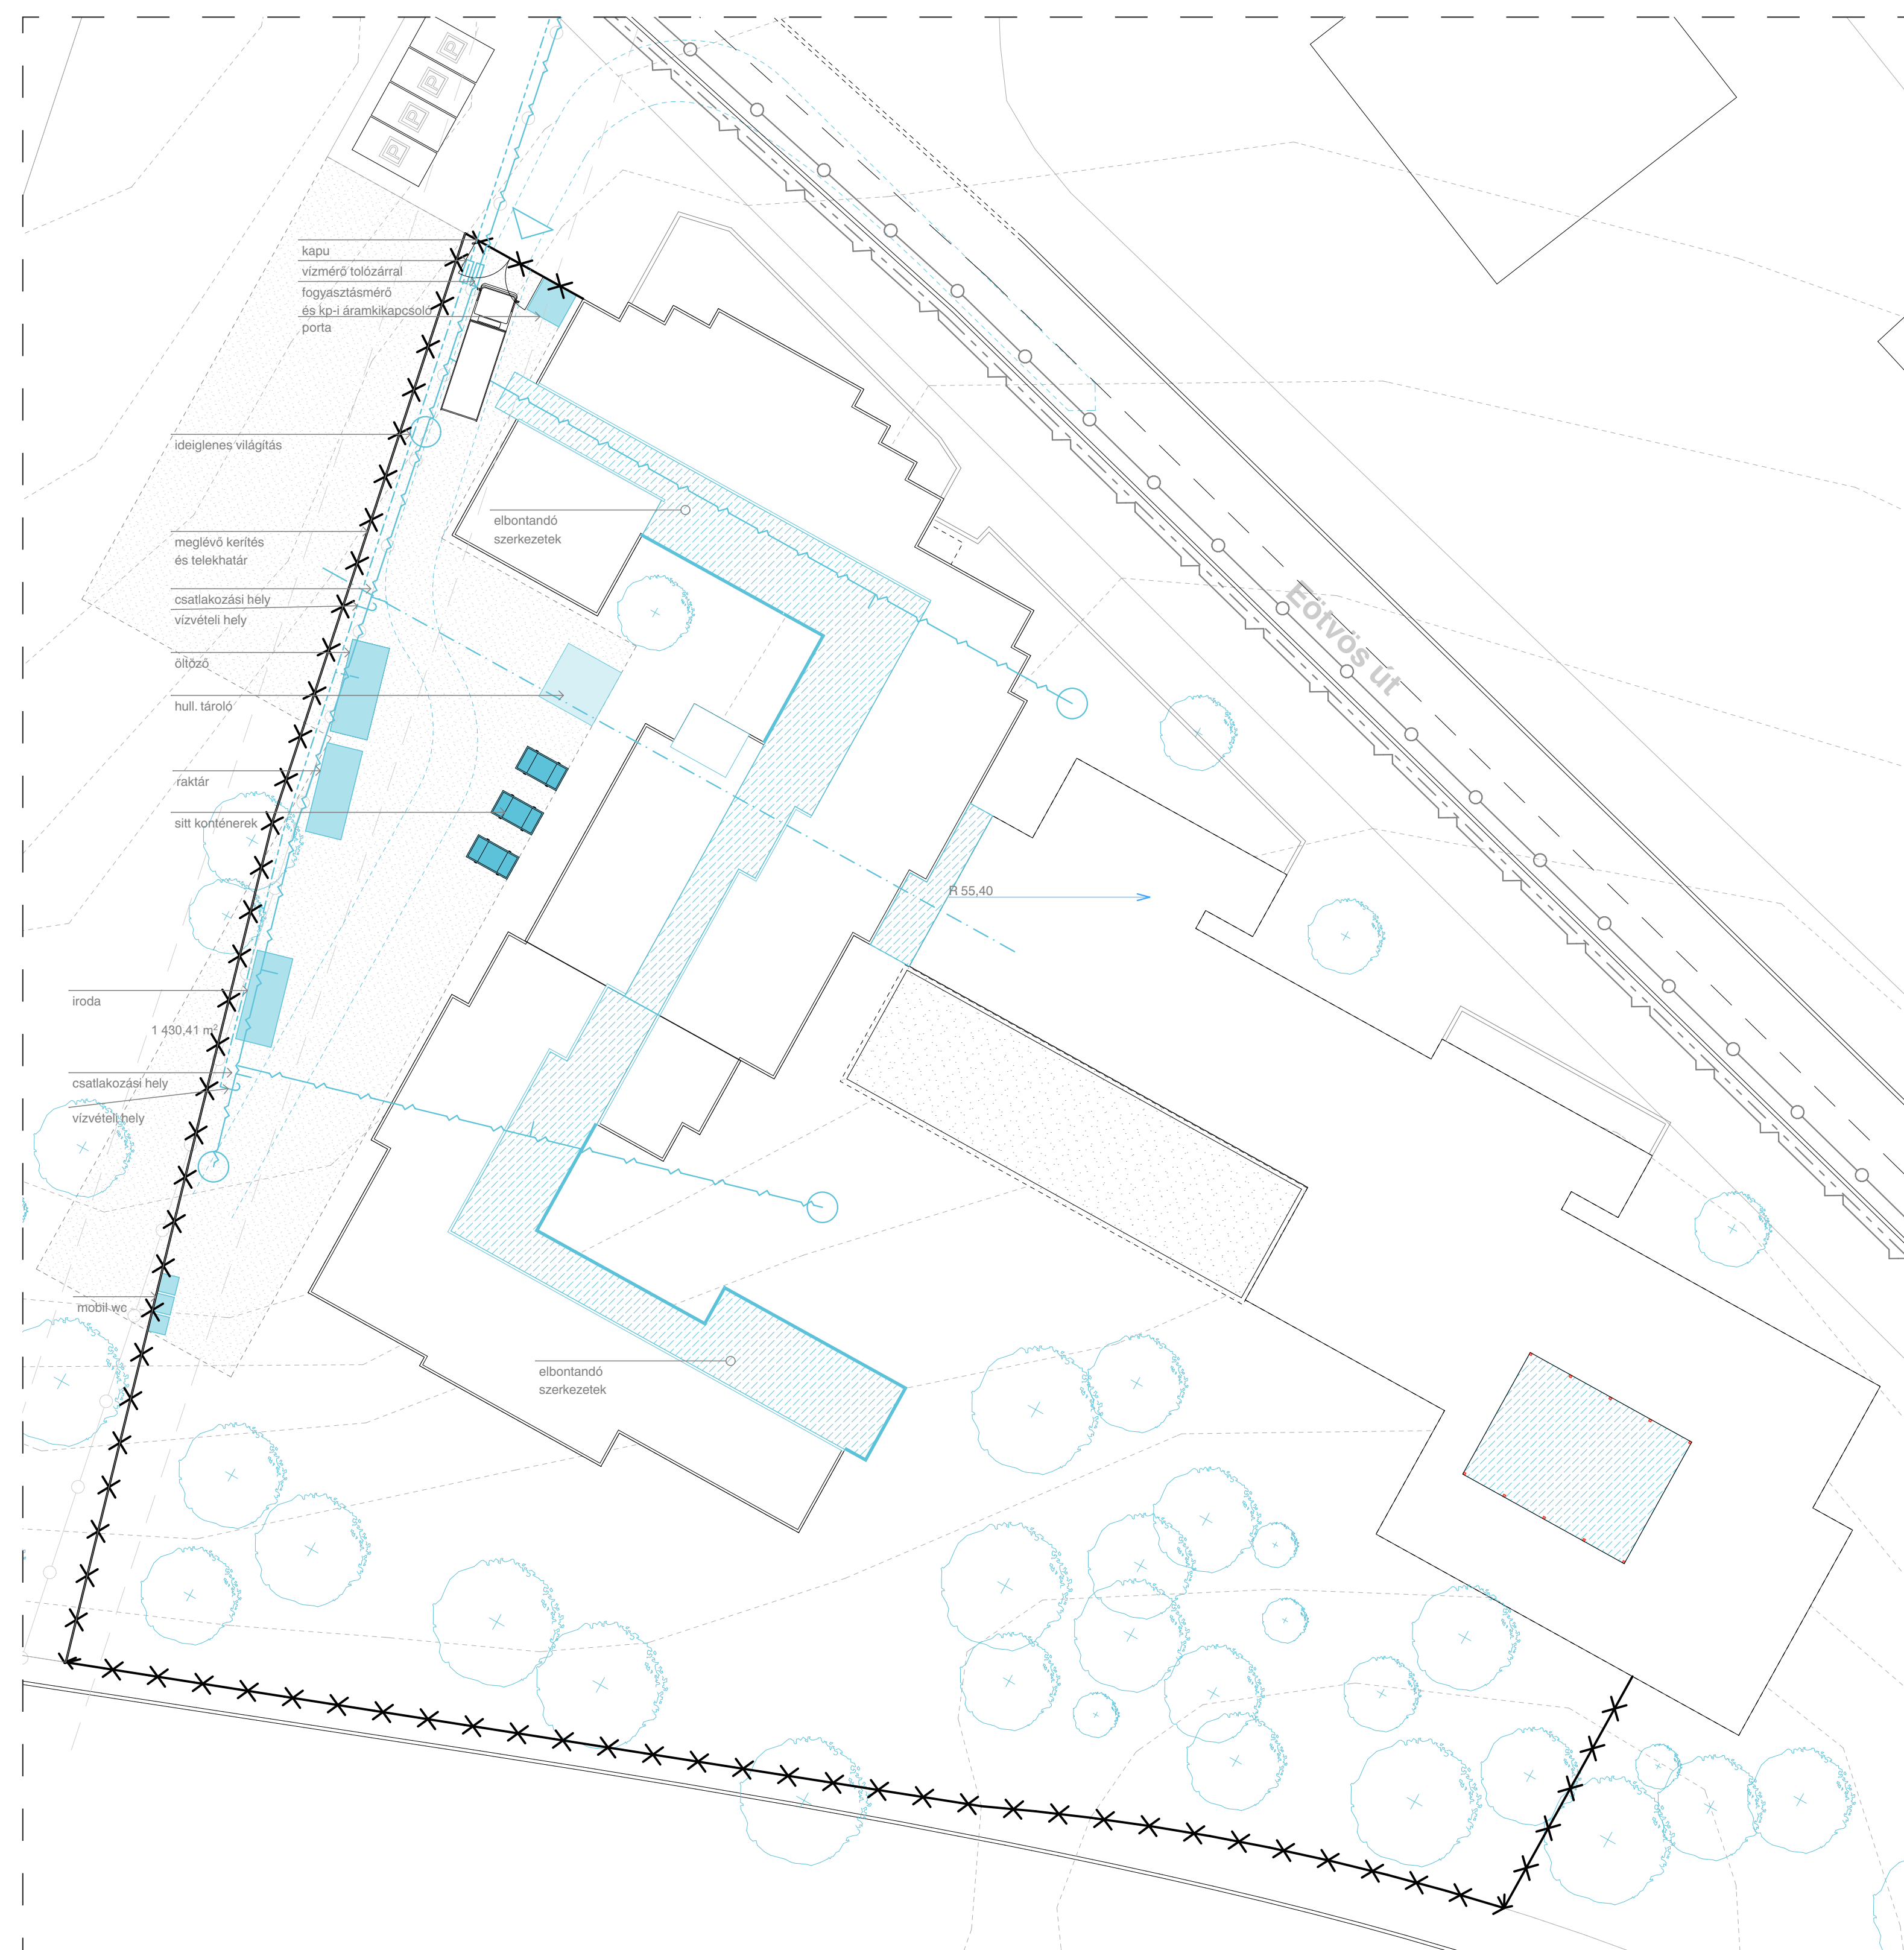 P
P
P
P
kapu
vízmérő tolózárral
fogyasztásmérő
és kp-i áramkikapcsoló
porta
ideiglenes világítás
elbontandó
szerkezetek
meglévő kerítés
és telekhatár
csatlakozási hely
vízvételi hely
öltöző
hull. tároló
Eötvös út
raktár
sitt konténerek
R 55,40
iroda
1 430,41 m²
csatlakozási hely
vízvételi hely
mobil wc
elbontandó
szerkezetek